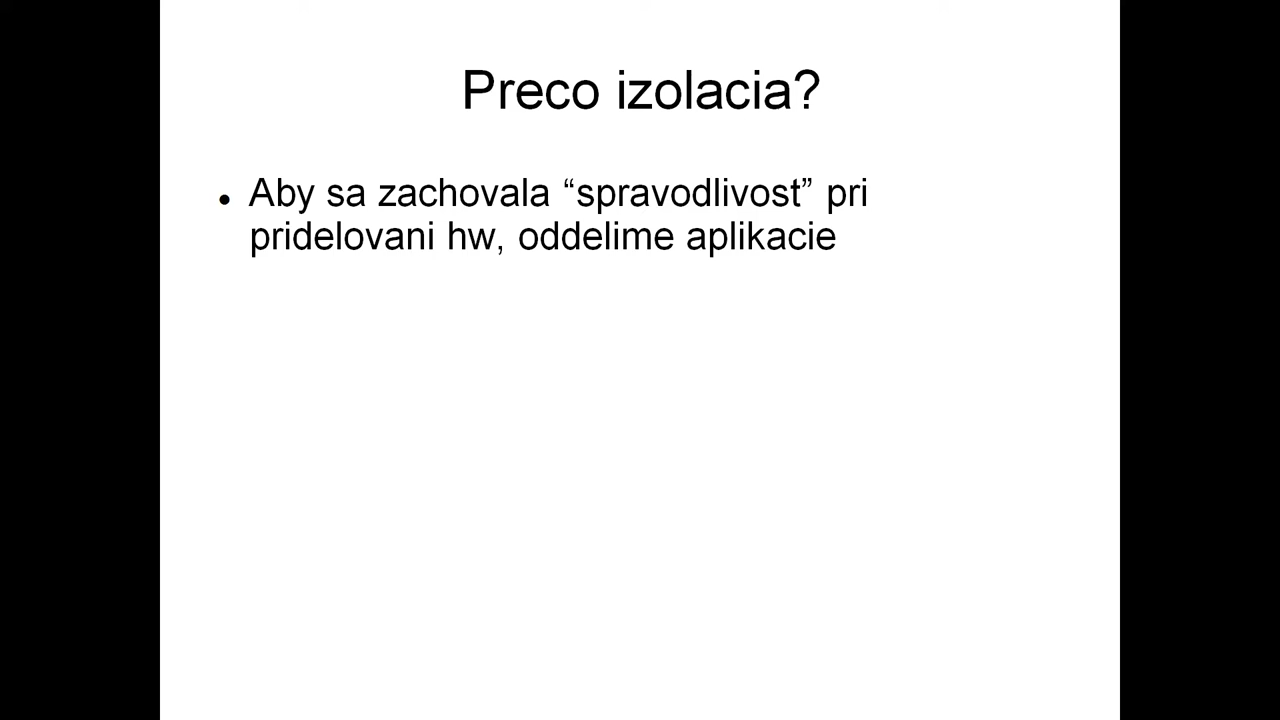 Preco izolacia?
Aby sa zachovala “spravodlivost” pri
pridelovani hw, oddelime aplikacie